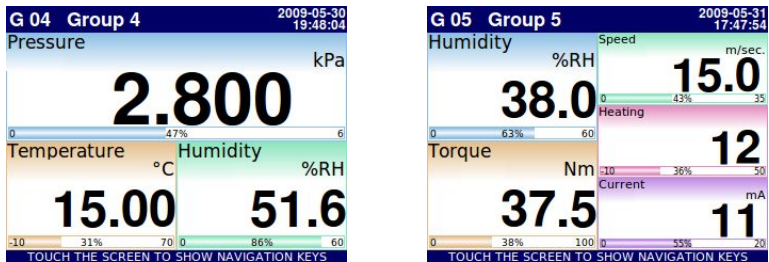 G 04 Group 4
2009-05-30
19:48:04
Pressure
kPa
2.800
0 47% 6
Temperature
°C
15.00
-10 31% 70
Humidity
%RH
51.6
0 86% 60
TOUCH THE SCREEN TO SHOW NAVIGATION KEYS
G 05 Group 5
2009-05-31
17:47:54
Humidity
%RH
38.0
0 63% 60
Torque
Nm
37.5
0 38% 100
Speed
m/sec.
15.0
0 43% 35
Heating
12
-10 36% 50
Current
mA
11
0 55% 20
TOUCH THE SCREEN TO SHOW NAVIGATION KEYS